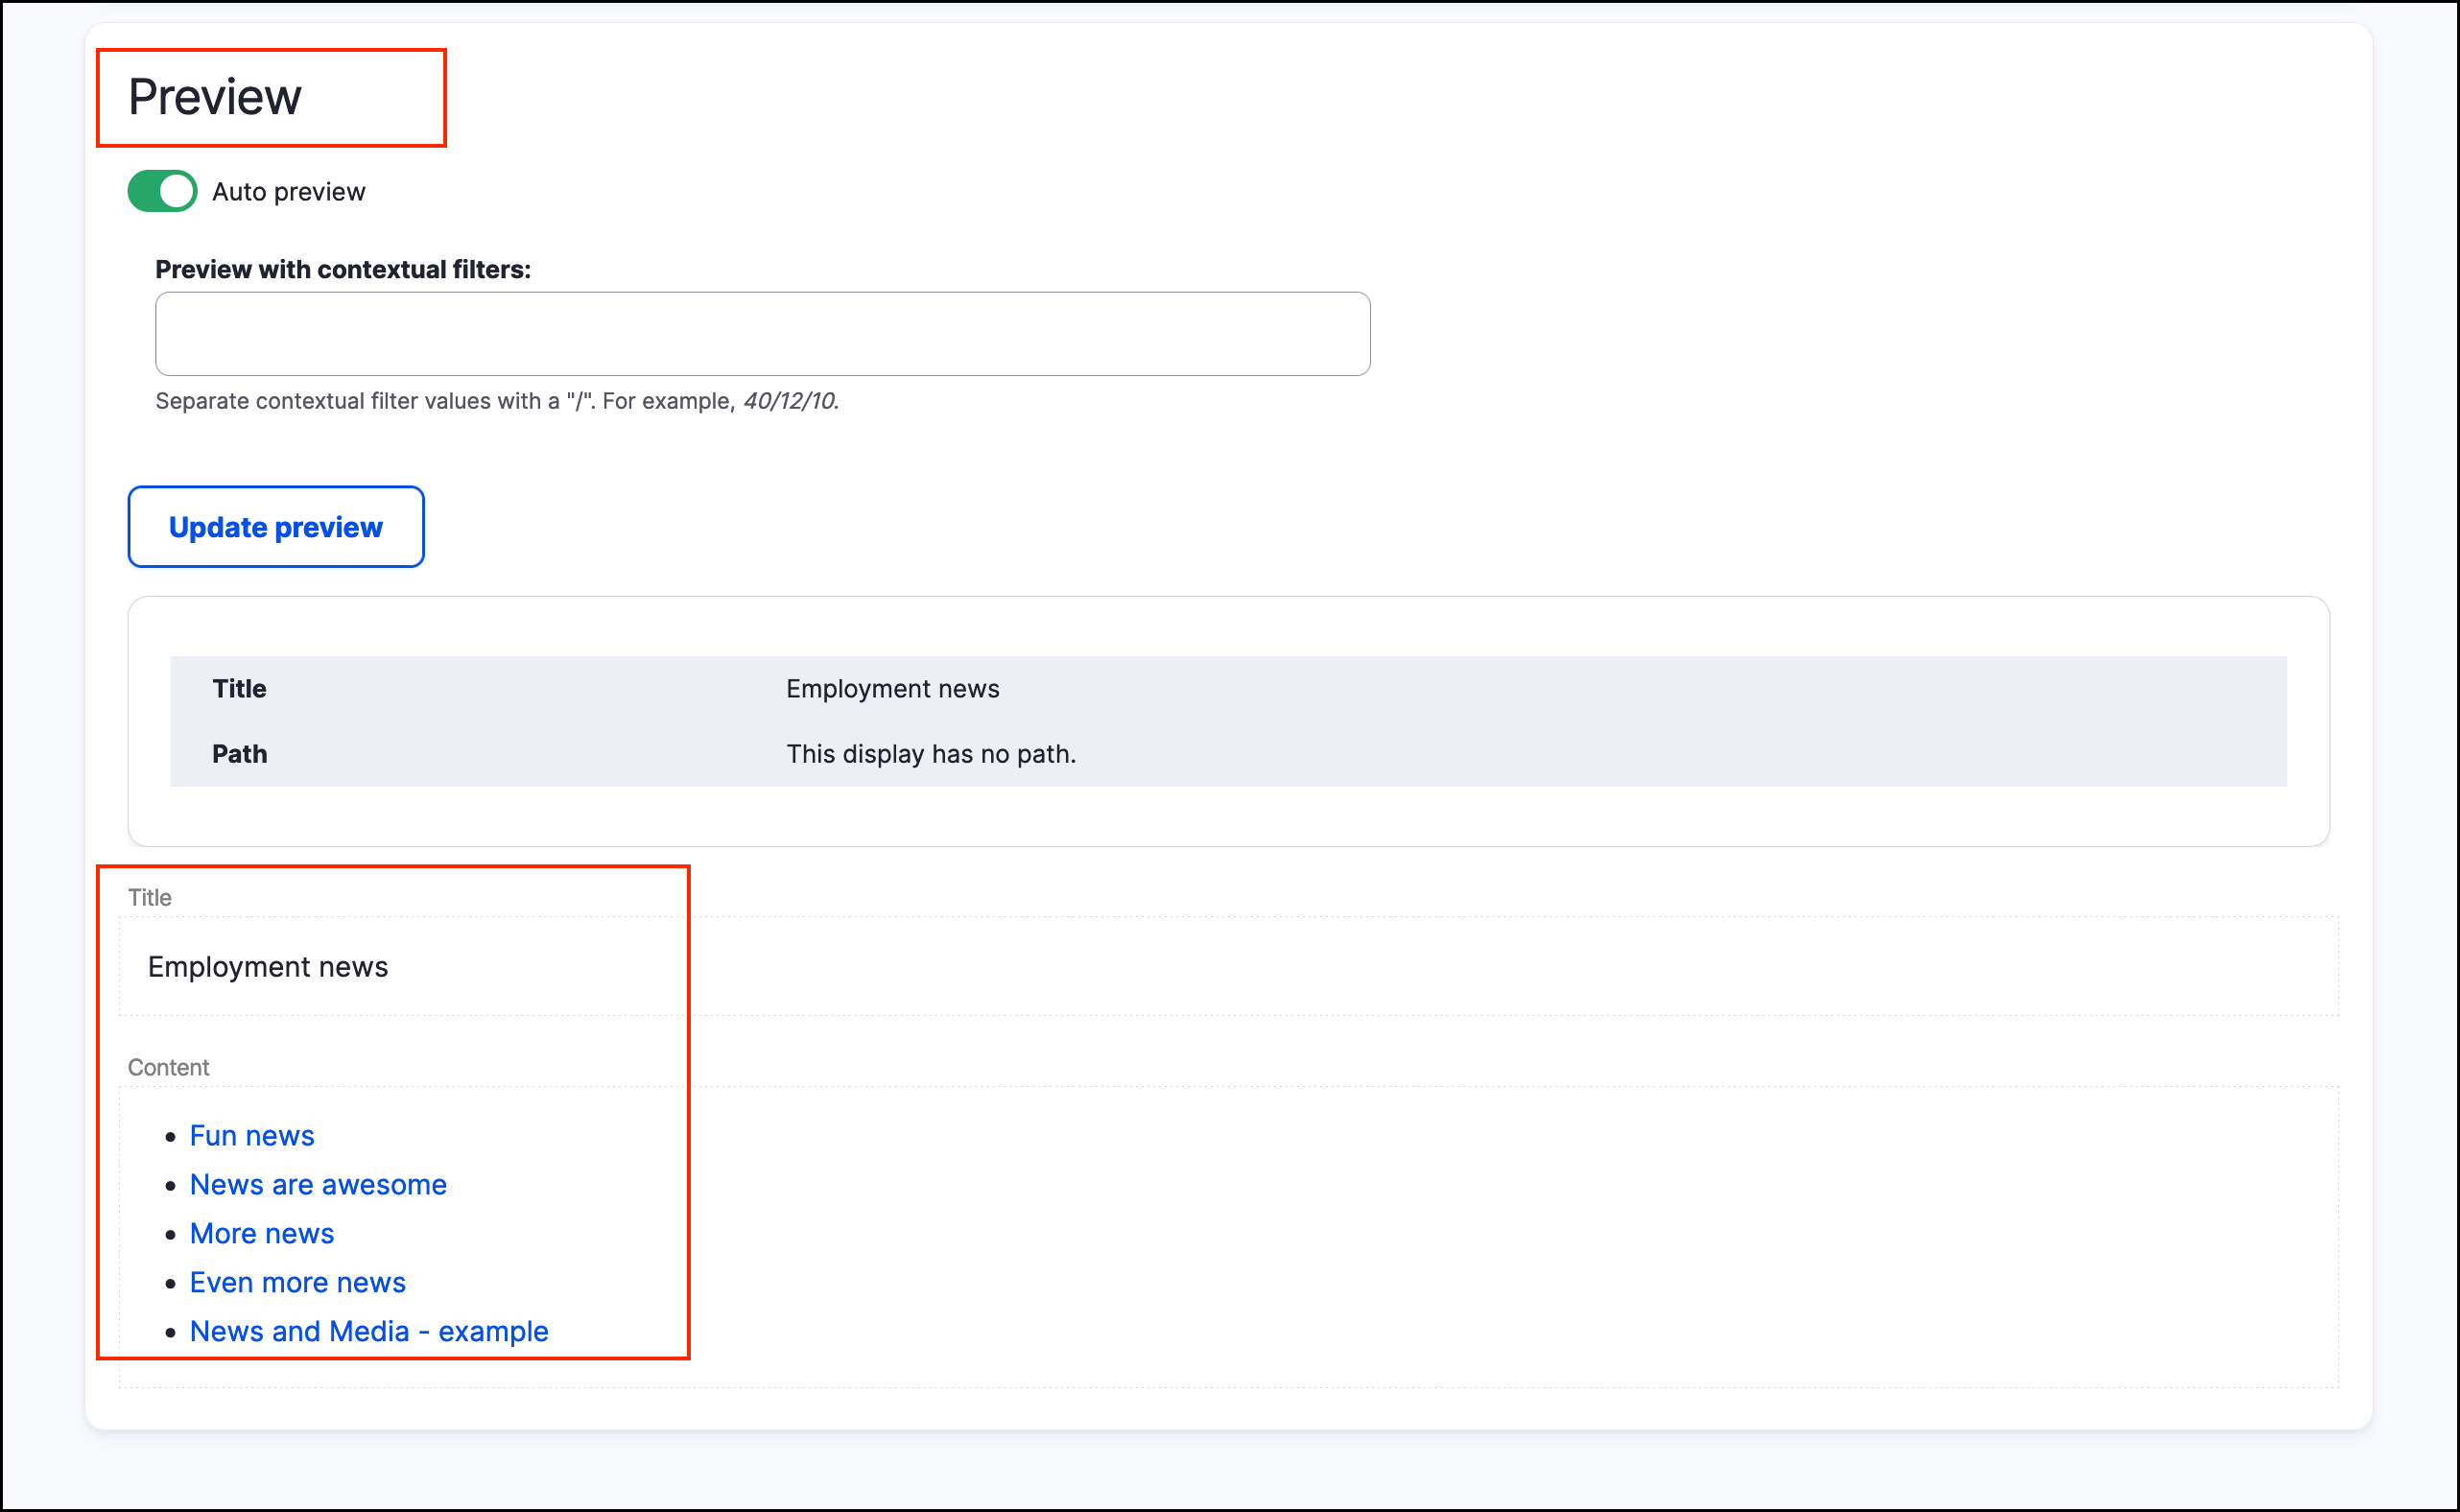 Preview
Auto preview
Preview with contextual filters:
Separate contextual filter values with a "/". For example, 40/12/10.
Update preview
Title Employment news
Path This display has no path.
Title
Employment news
Content
Fun news
News are awesome
More news
Even more news
News and Media - example